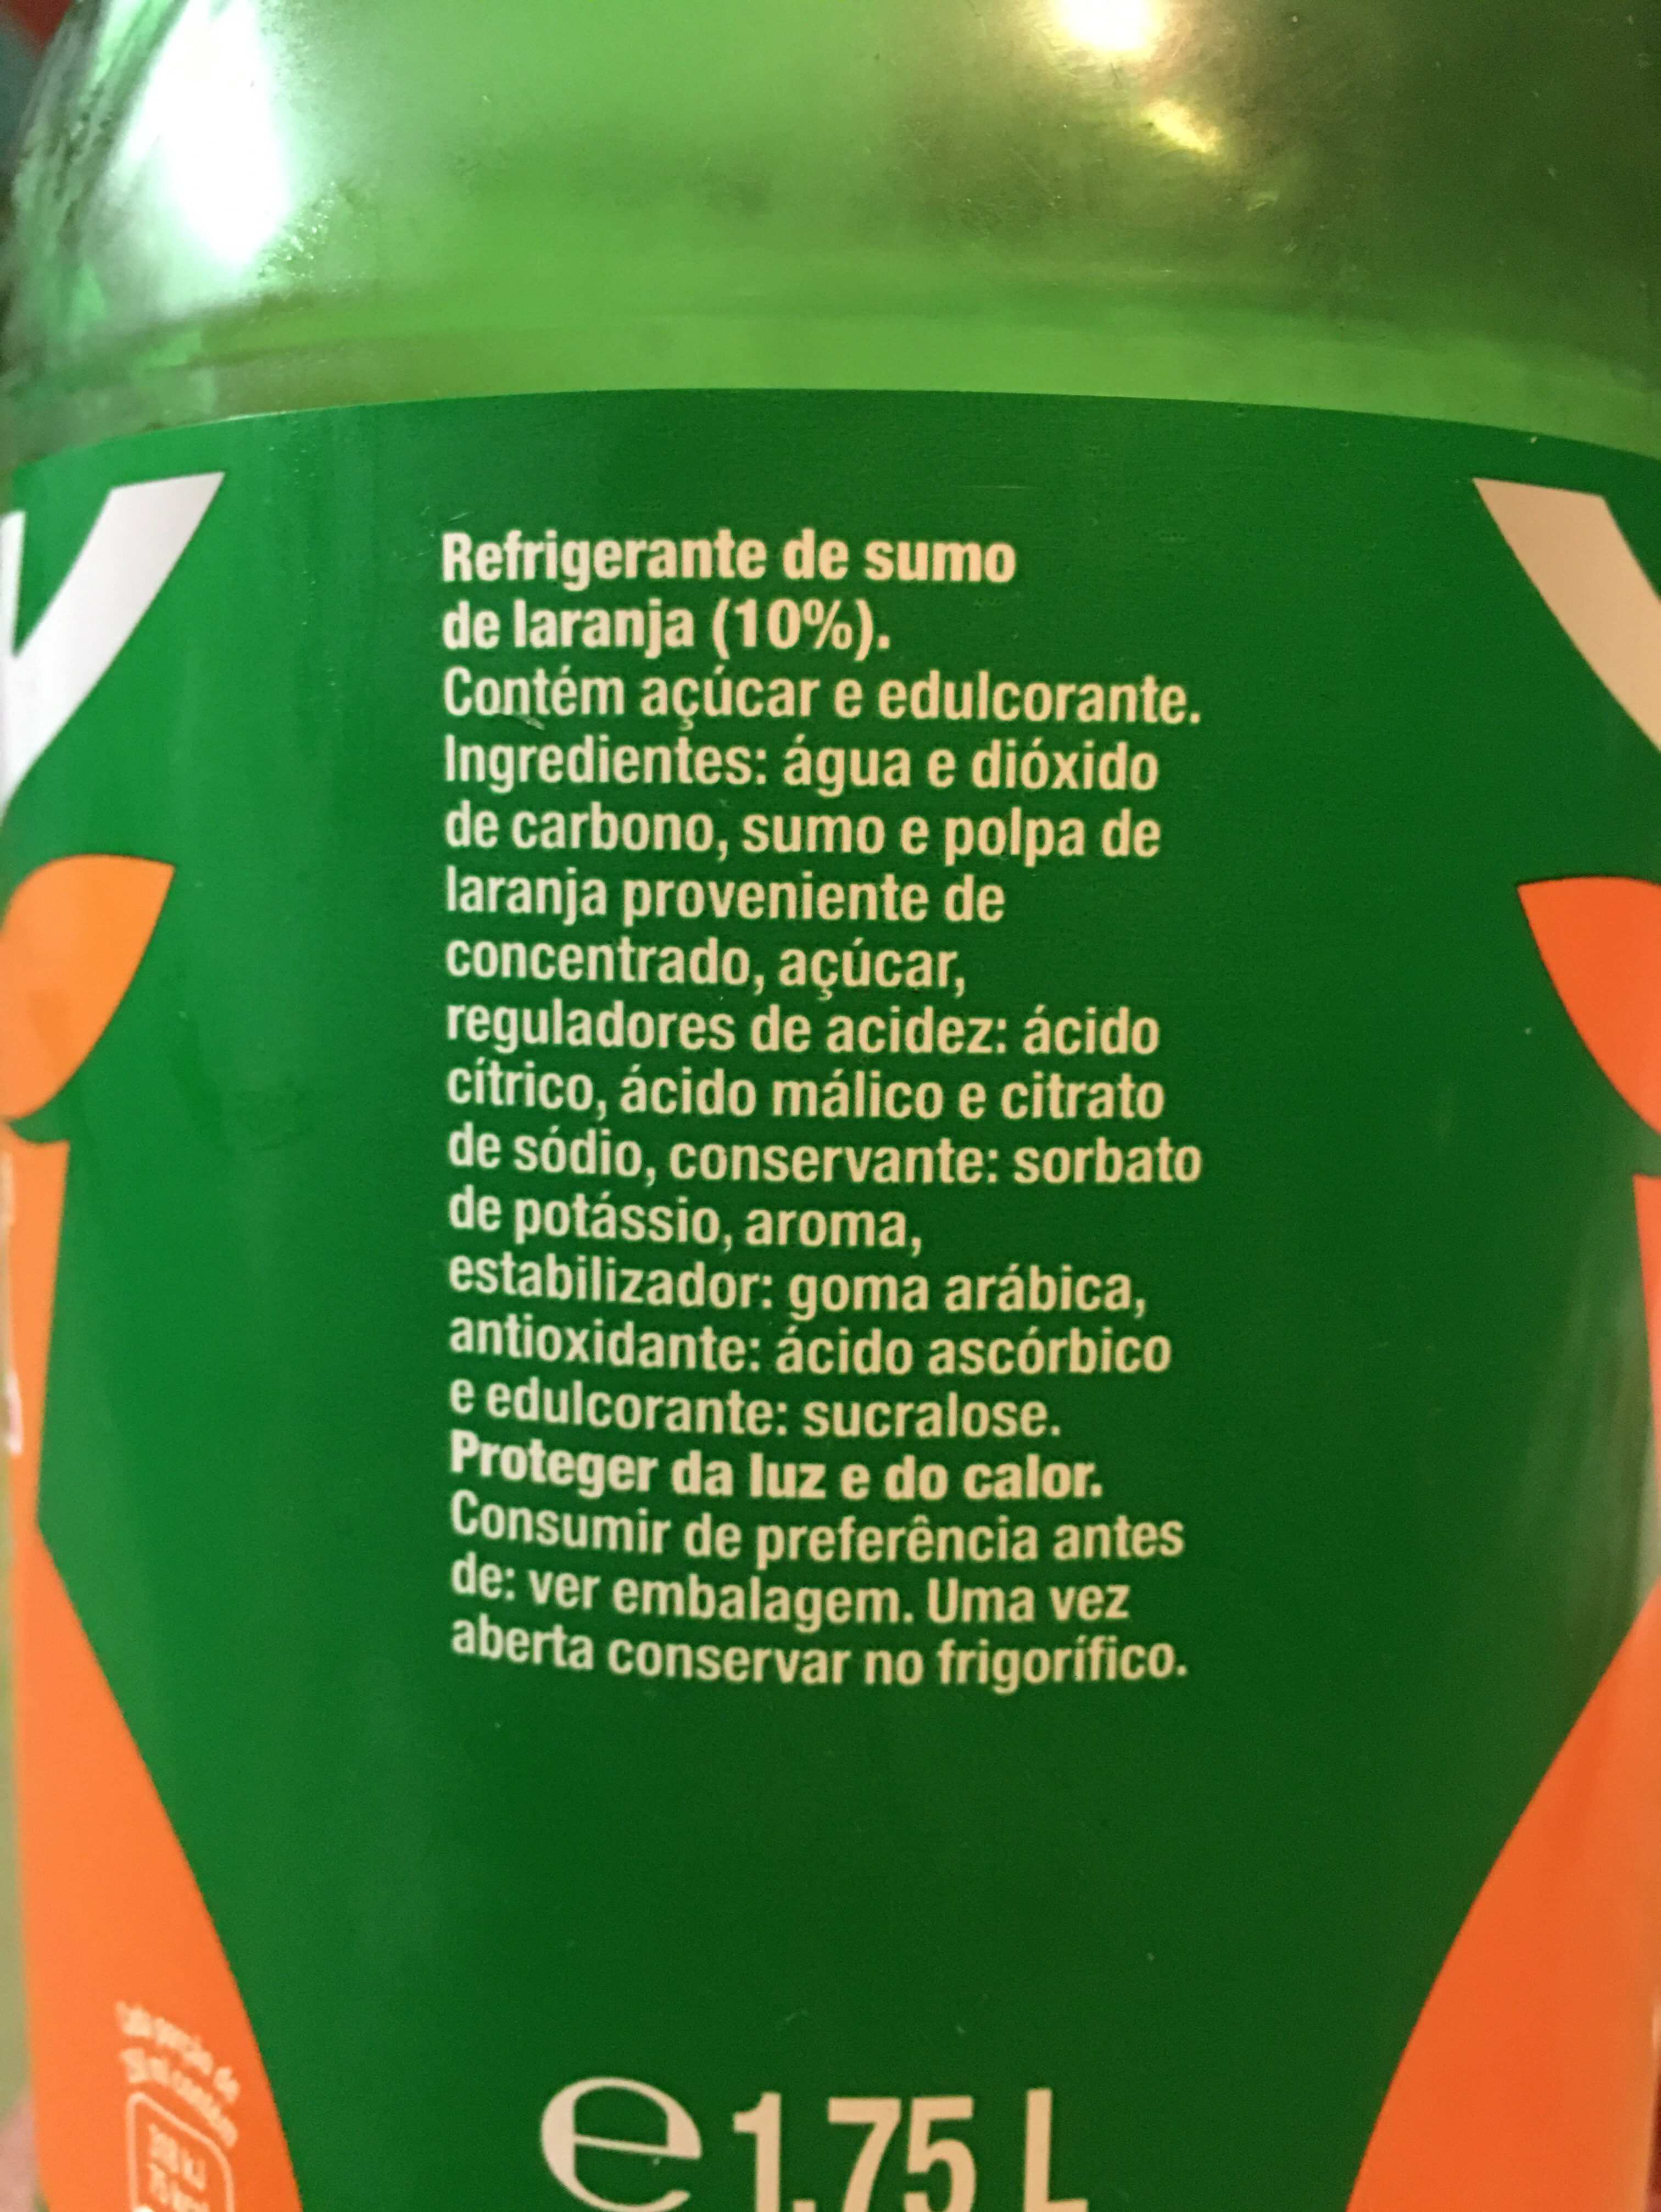 Refrigerante de sumo
de laranja (10%).
Contém açúcar e edulcorante.
Ingredientes: água e dióxido
de carbono, sumo e polpa de
laranja proveniente de
concentrado, açúcar,
reguladores de acidez: ácido
cítrico, ácido málico e citrato
de sódio, conservante: sorbato
de potássio, aroma,
estabilizador: goma arábica,
antioxidante: ácido ascórbico
e edulcorante: sucralose.
Proteger da luz e do calor.
Consumir de preferência antes
de: ver embalagem. Uma vez
aberta conservar no frigorífico.
porção de
℮ 1,75 L